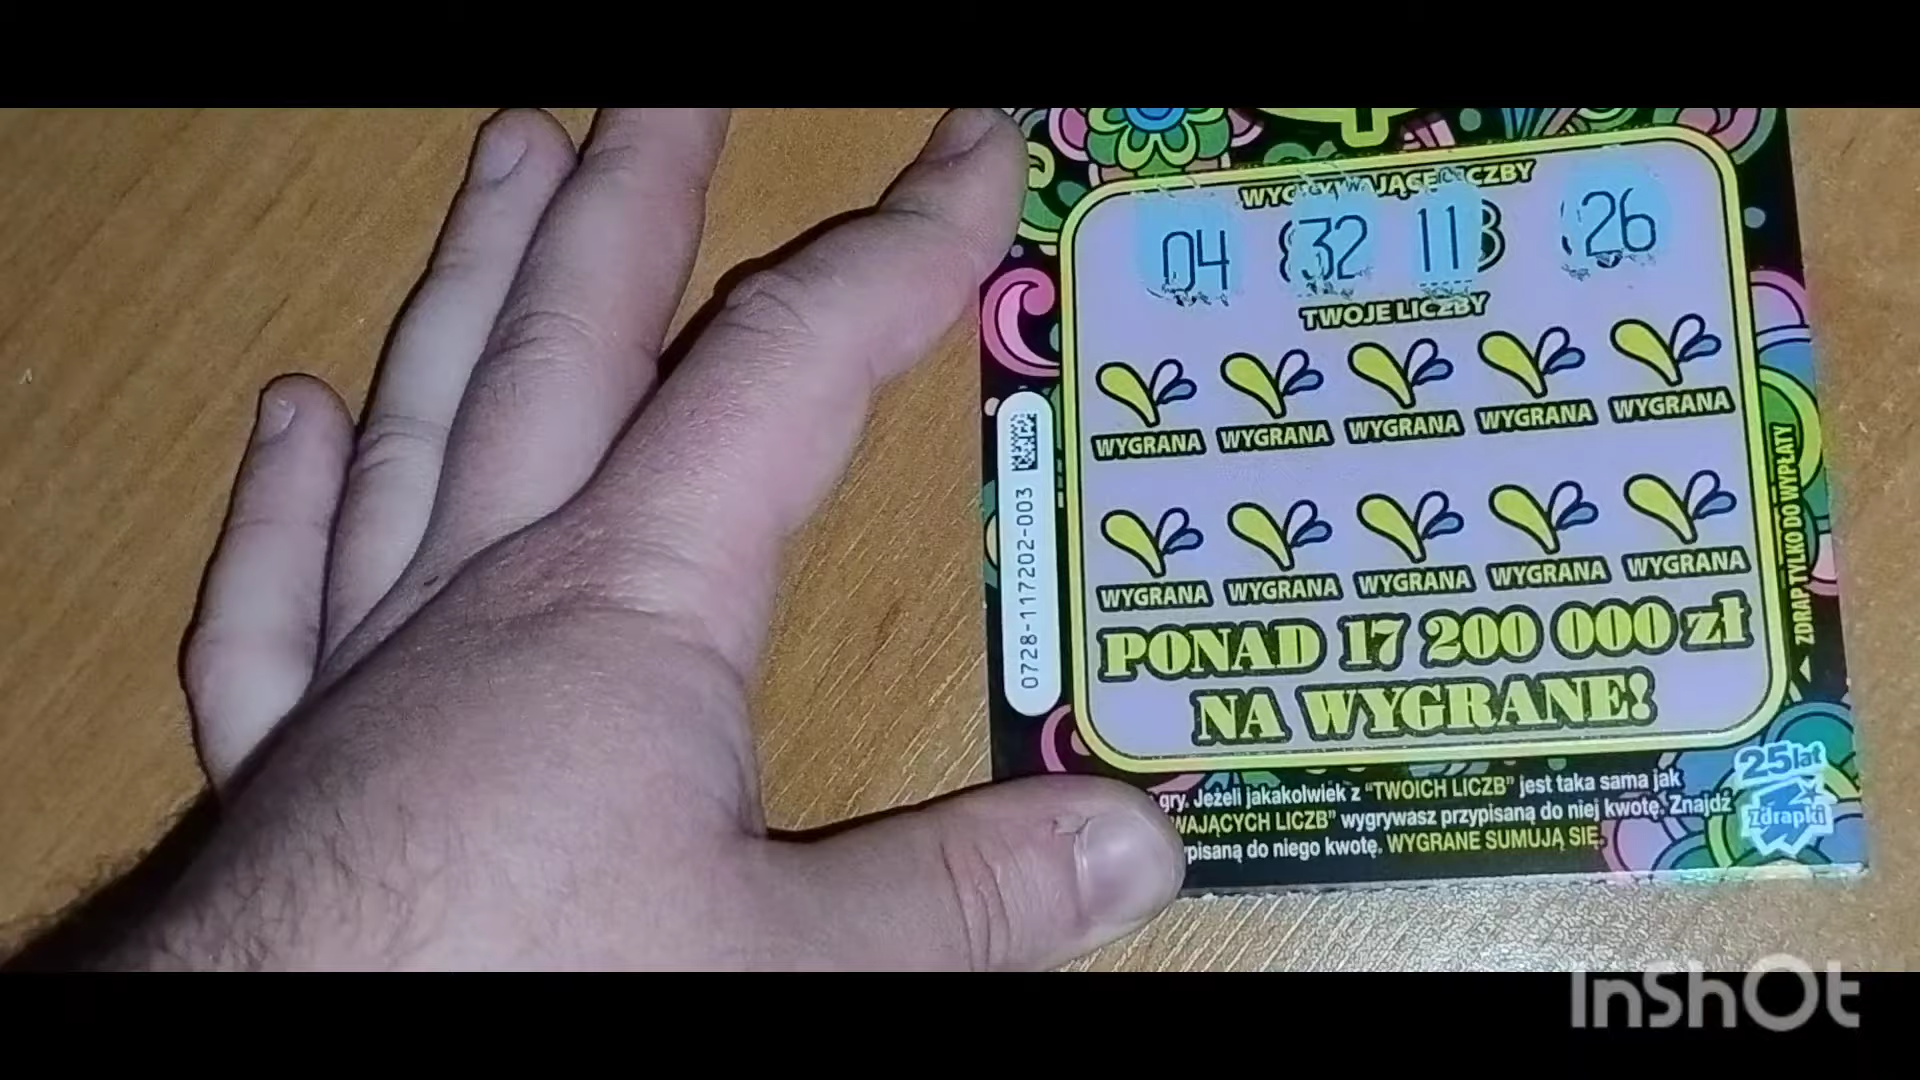 WYGRYWAJĄCE LICZBY
04 32 11 26
TWOJE LICZBY
WYGRANA WYGRANA WYGRANA WYGRANA WYGRANA
WYGRANA WYGRANA WYGRANA WYGRANA WYGRANA
PONAD 17 200 000 zł
NA WYGRANE!
gry. Jeżeli jakakolwiek z "TWOICH LICZB" jest taka sama jak
WAJĄCYCH LICZB" wygrywasz przypisaną do niej kwotę. Znajdź
pisaną do niego kwotę. WYGRANE SUMUJĄ SIĘ.
0728-117202-003
ZDRAP TYLKO DO WYPŁATY
25 lat
Zdrapki
InShOt